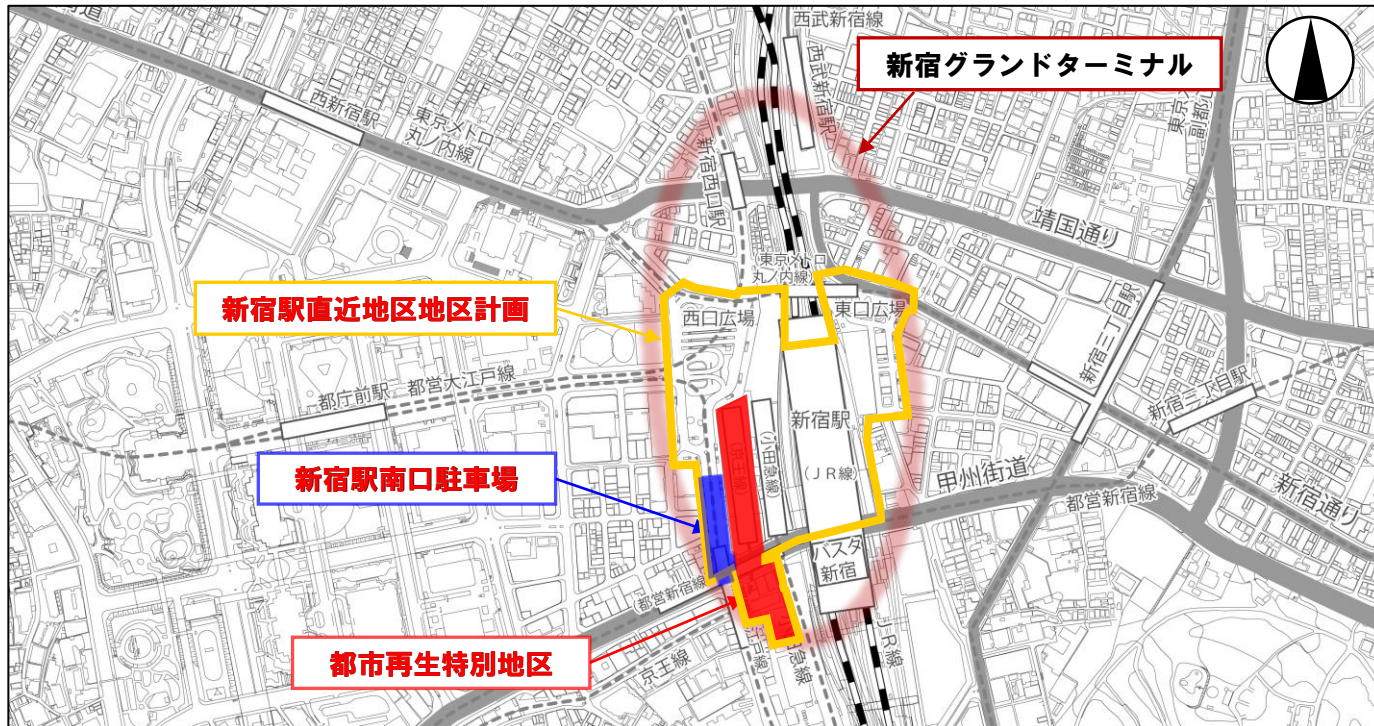 西武新宿線
新宿グランドターミナル
西武新宿駅
西新宿駅
東京メトロ
丸ノ内線
新宿西口駅
靖国通り
(東京メトロ
丸ノ内線)
新宿駅直近地区地区計画
西口広場
東口広場
新宿三丁目駅
新宿三丁目駅
都庁前駅
都営大江戸線
新宿駅
(JR線)
(京王線)
(小田急線)
新宿駅南口駐車場
甲州街道
都営新宿線
新宿通り
バスタ
新宿
(都営新宿線)
都市再生特別地区
京王線
JR線